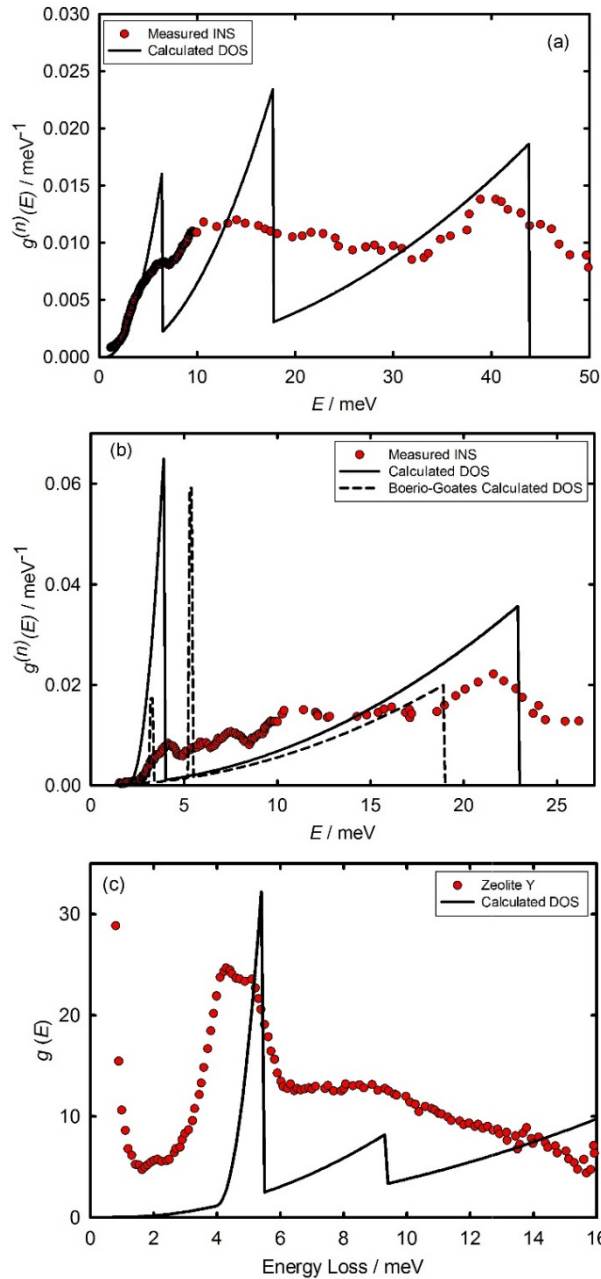 0.030
Measured INS
Calculated DOS
(a)
0.025
0.020
0.015
0.010
0.005
0.000
g(n)(E) / meV-1
0 10 20 30 40 50
E / meV
(b)
Measured INS
Calculated DOS
Boerio-Goates Calculated DOS
0.06
0.04
0.02
0.00
g(n)(E) / meV-1
0 5 10 15 20 25
E / meV
(c)
Zeolite Y
Calculated DOS
30
20
10
0
g (E)
0 2 4 6 8 10 12 14 16
Energy Loss / meV